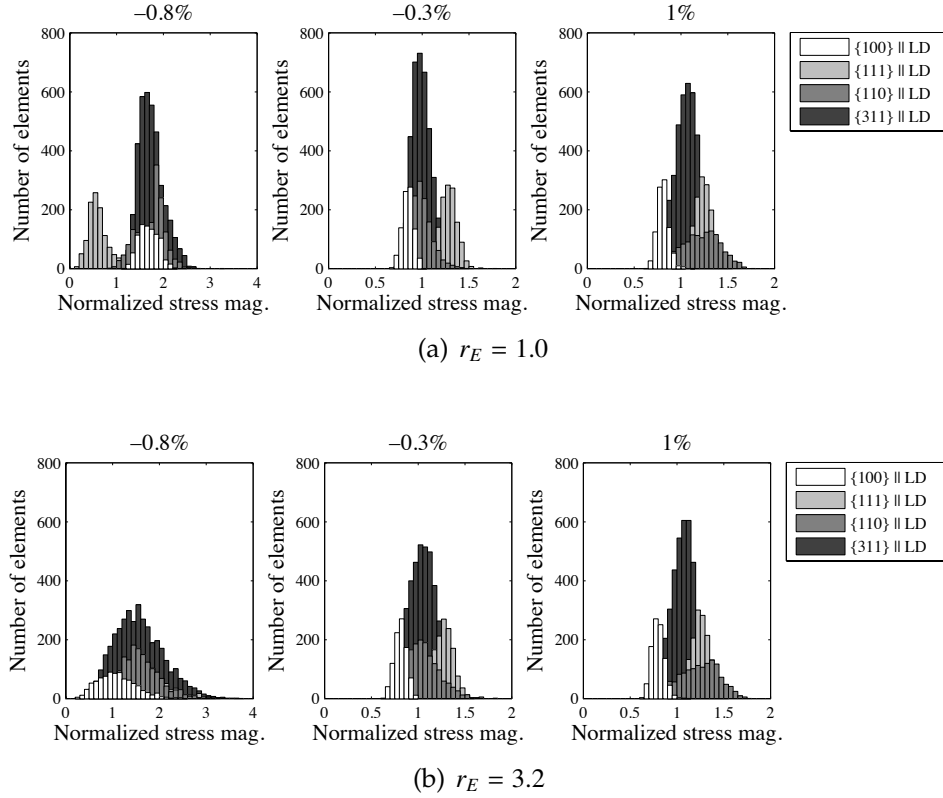 −0.8%
−0.3%
1%
800
600
400
200
0
Number of elements
0 1 2 3 4
Normalized stress mag.
800
600
400
200
0
Number of elements
0 0.5 1 1.5 2
Normalized stress mag.
800
600
400
200
0
Number of elements
0 0.5 1 1.5 2
Normalized stress mag.
{100} || LD
{111} || LD
{110} || LD
{311} || LD
(a) r_E = 1.0
−0.8%
−0.3%
1%
800
600
400
200
0
Number of elements
0 1 2 3 4
Normalized stress mag.
800
600
400
200
0
Number of elements
0 0.5 1 1.5 2
Normalized stress mag.
800
600
400
200
0
Number of elements
0 0.5 1 1.5 2
Normalized stress mag.
{100} || LD
{111} || LD
{110} || LD
{311} || LD
(b) r_E = 3.2